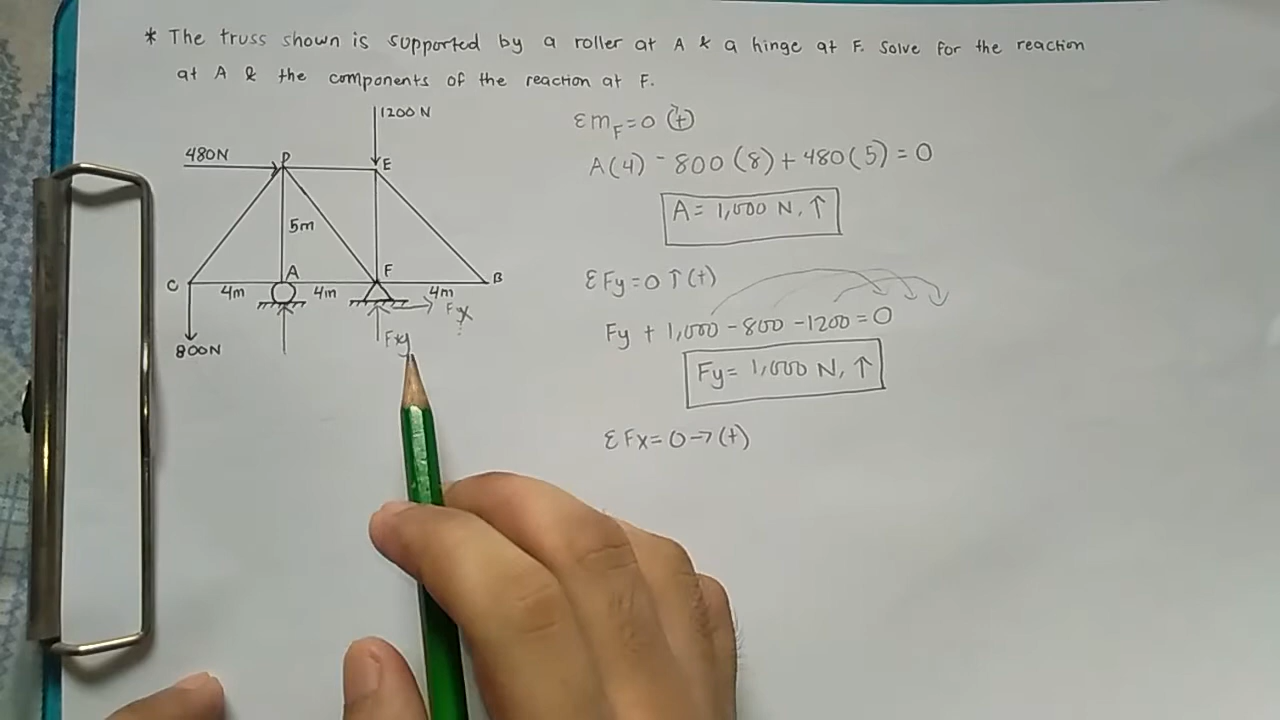 * The truss shown is supported by a roller at A & a hinge at F. Solve for the reaction
at A & the components of the reaction at F.
1200 N
480N
D
E
5m
C
A
F
B
4m
4m
4m
Fx
Fy
800N
ΣmF=0 (+)
A(4) - 800 (8) + 480 (5) = 0
A = 1,000 N, ↑
ΣFy=0 ↑ (+)
Fy + 1,000 - 800 - 1200 = 0
Fy = 1,000 N, ↑
ΣFx = 0 → (+)